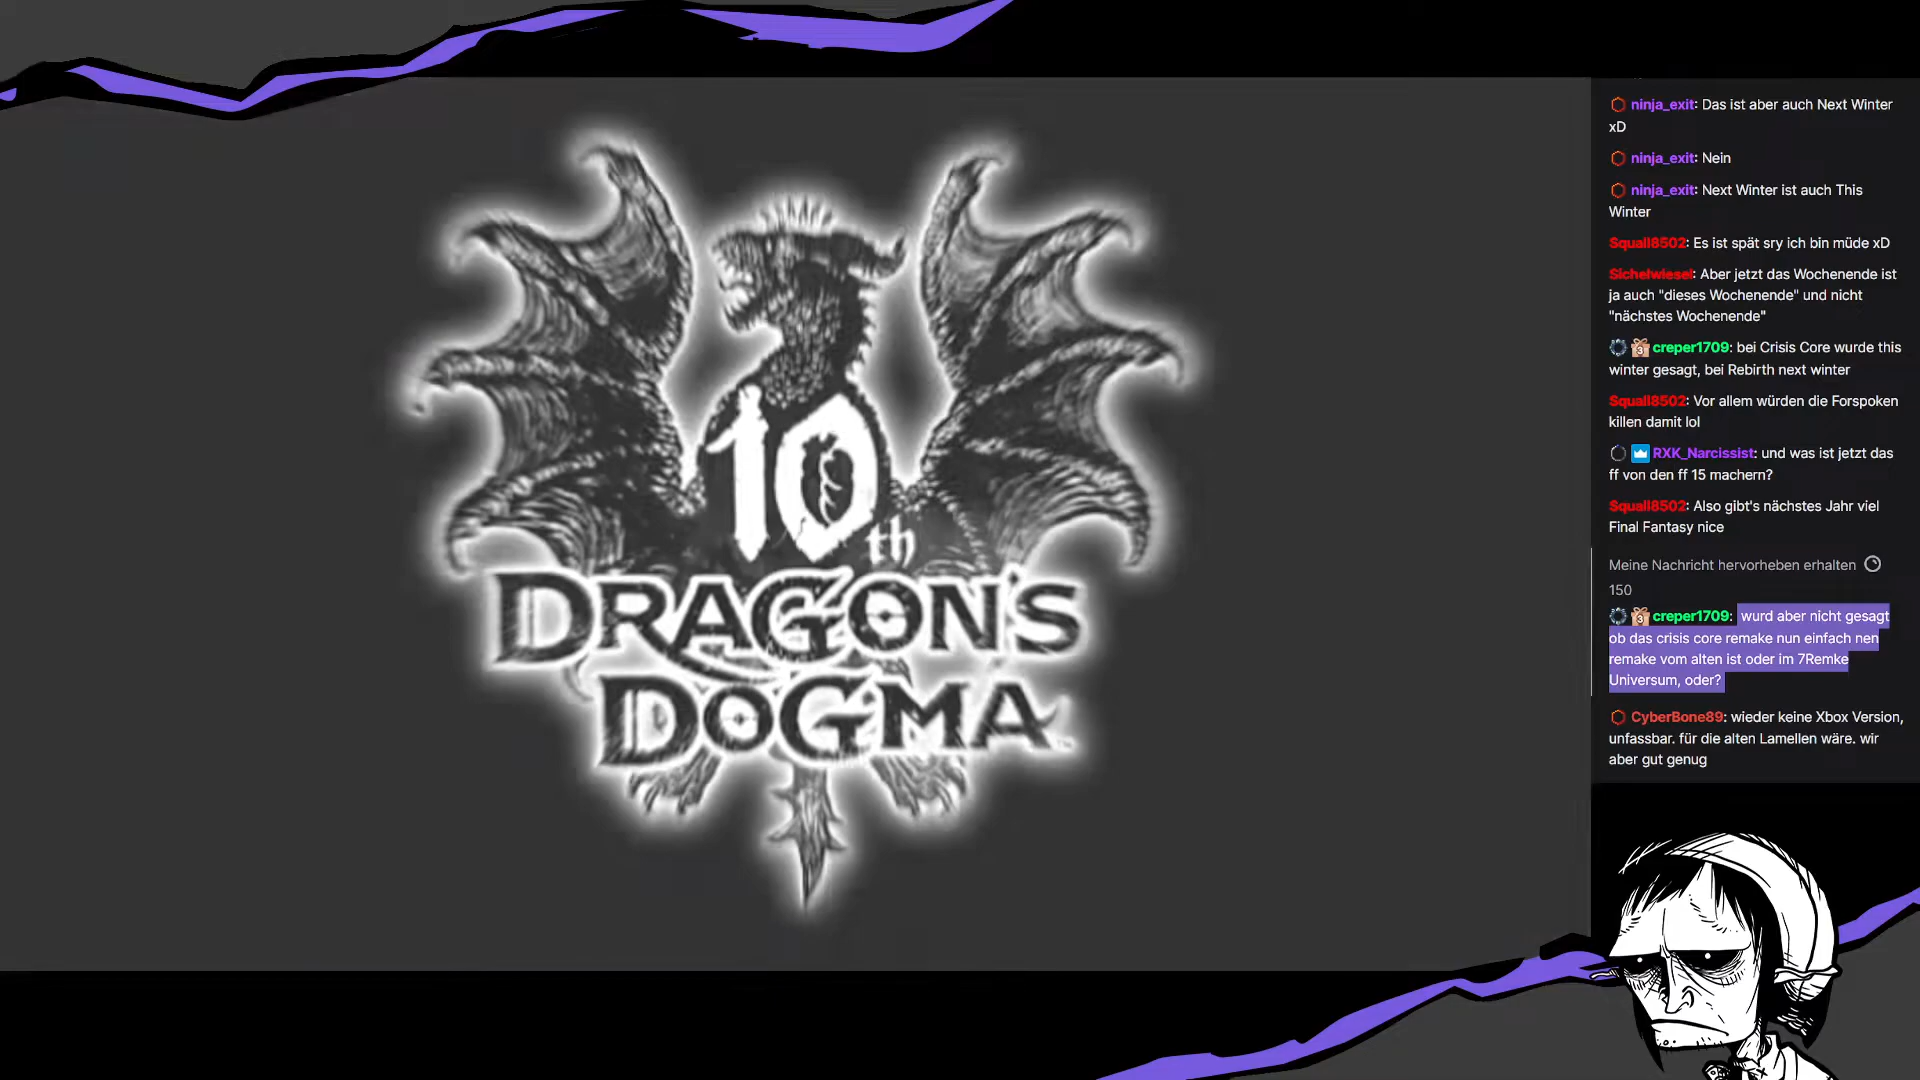 10th
DRAGON'S
DOGMA™
ninja_exit: Das ist aber auch Next Winter
xD
ninja_exit: Nein
ninja_exit: Next Winter ist auch This
Winter
Squall8502: Es ist spät sry ich bin müde xD
Sichelwiesel: Aber jetzt das Wochenende ist
ja auch "dieses Wochenende" und nicht
"nächstes Wochenende"
3 creper1709: bei Crisis Core wurde this
winter gesagt, bei Rebirth next winter
Squall8502: Vor allem würden die Forspoken
killen damit lol
RXK_Narcissist: und was ist jetzt das
ff von den ff 15 machern?
Squall8502: Also gibt's nächstes Jahr viel
Final Fantasy nice
Meine Nachricht hervorheben erhalten
150
3 creper1709: wurd aber nicht gesagt
ob das crisis core remake nun einfach nen
remake vom alten ist oder im 7Remke
Universum, oder?
CyberBone89: wieder keine Xbox Version,
unfassbar. für die alten Lamellen wäre. wir
aber gut genug